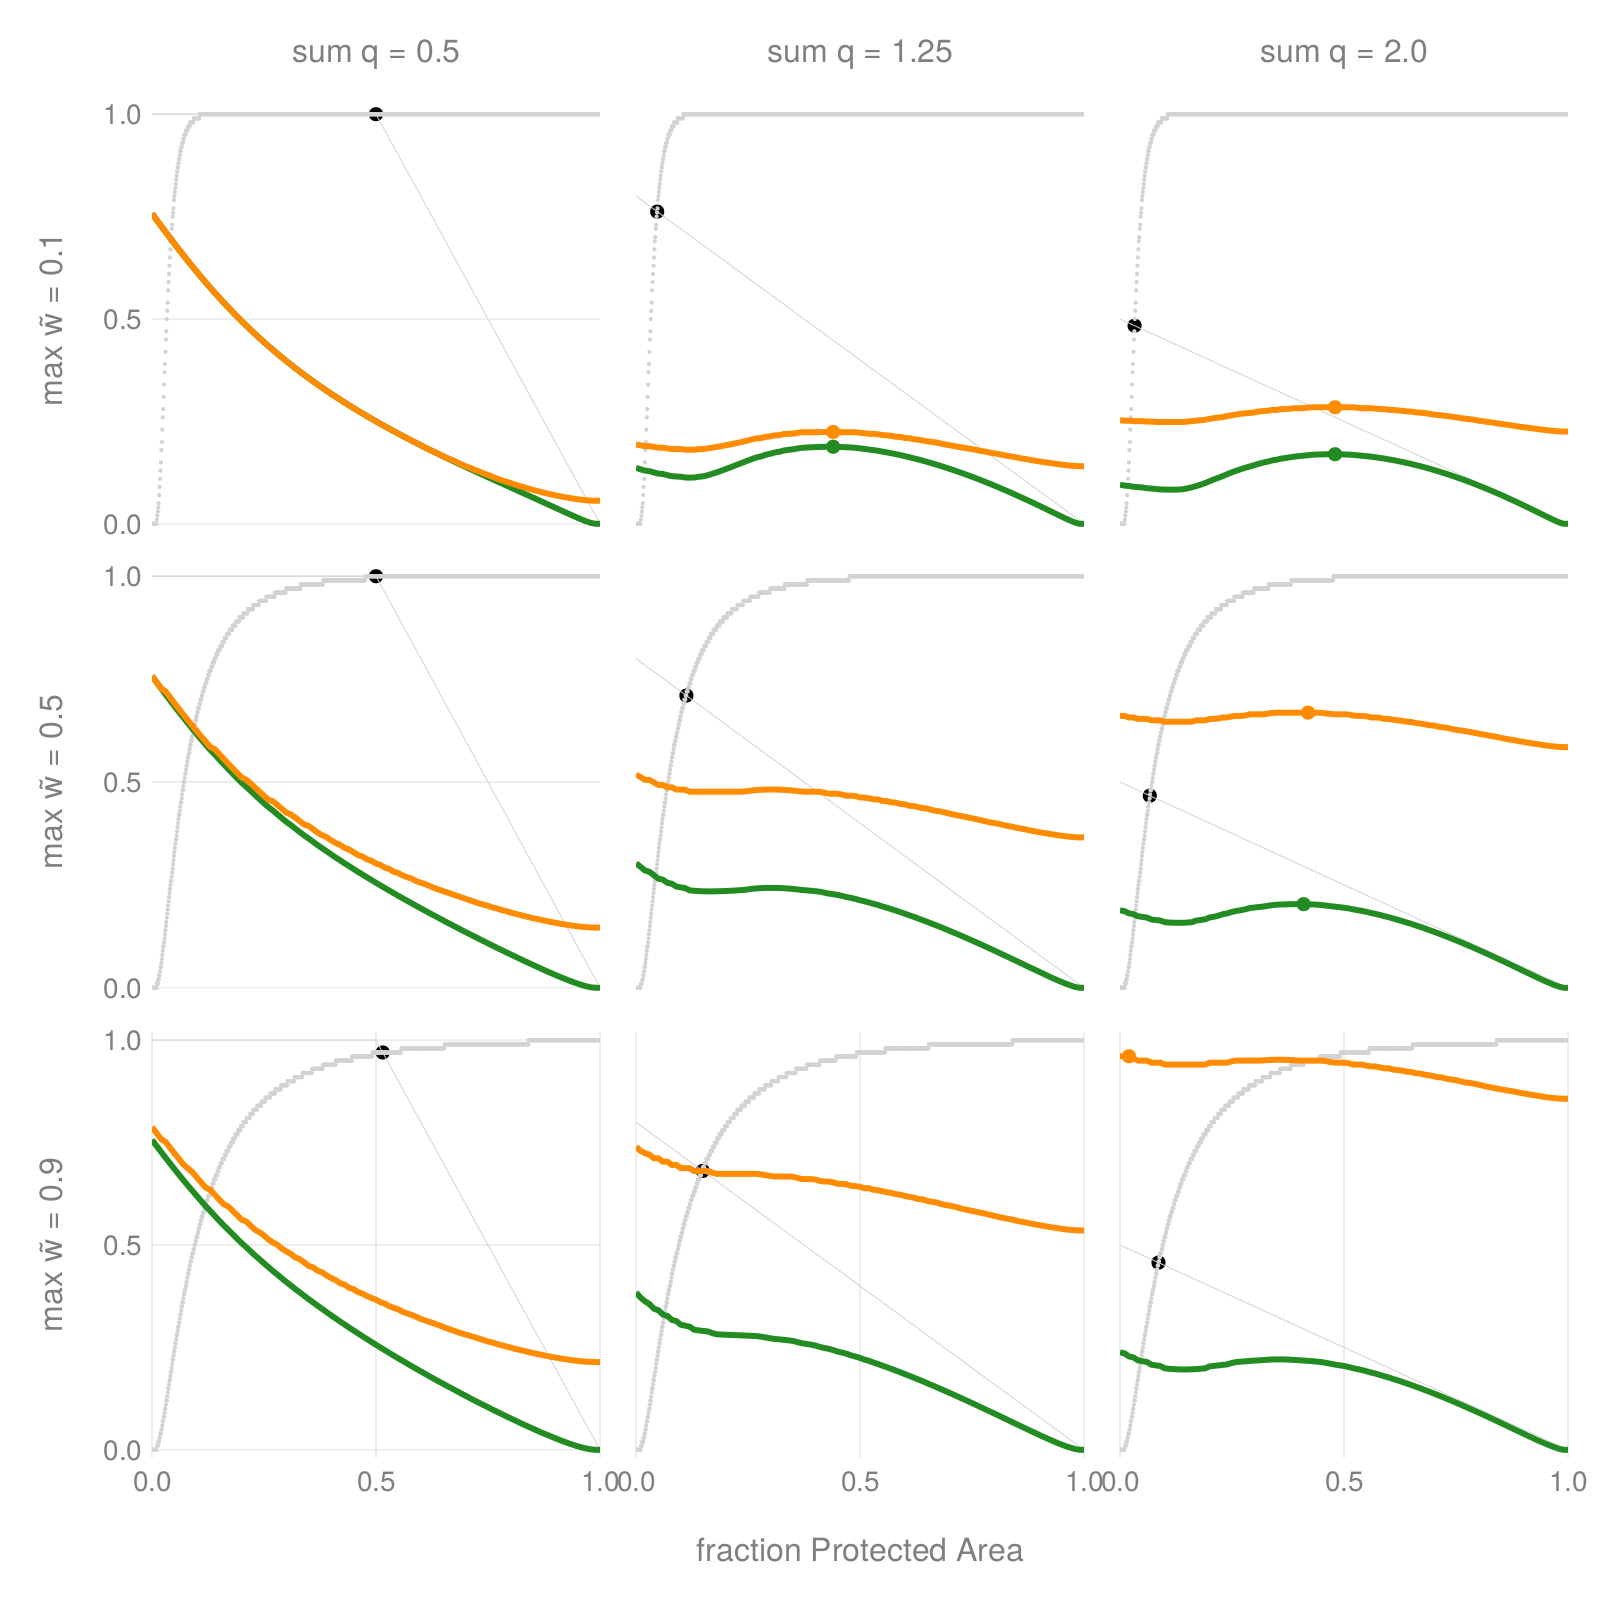 sum q = 0.5
sum q = 1.25
sum q = 2.0
max w̃ = 0.1
1.0
0.5
0.0
max w̃ = 0.5
1.0
0.5
0.0
max w̃ = 0.9
1.0
0.5
0.0
0.0 0.5 1.0 0.0 0.5 1.0 0.0 0.5 1.0
fraction Protected Area